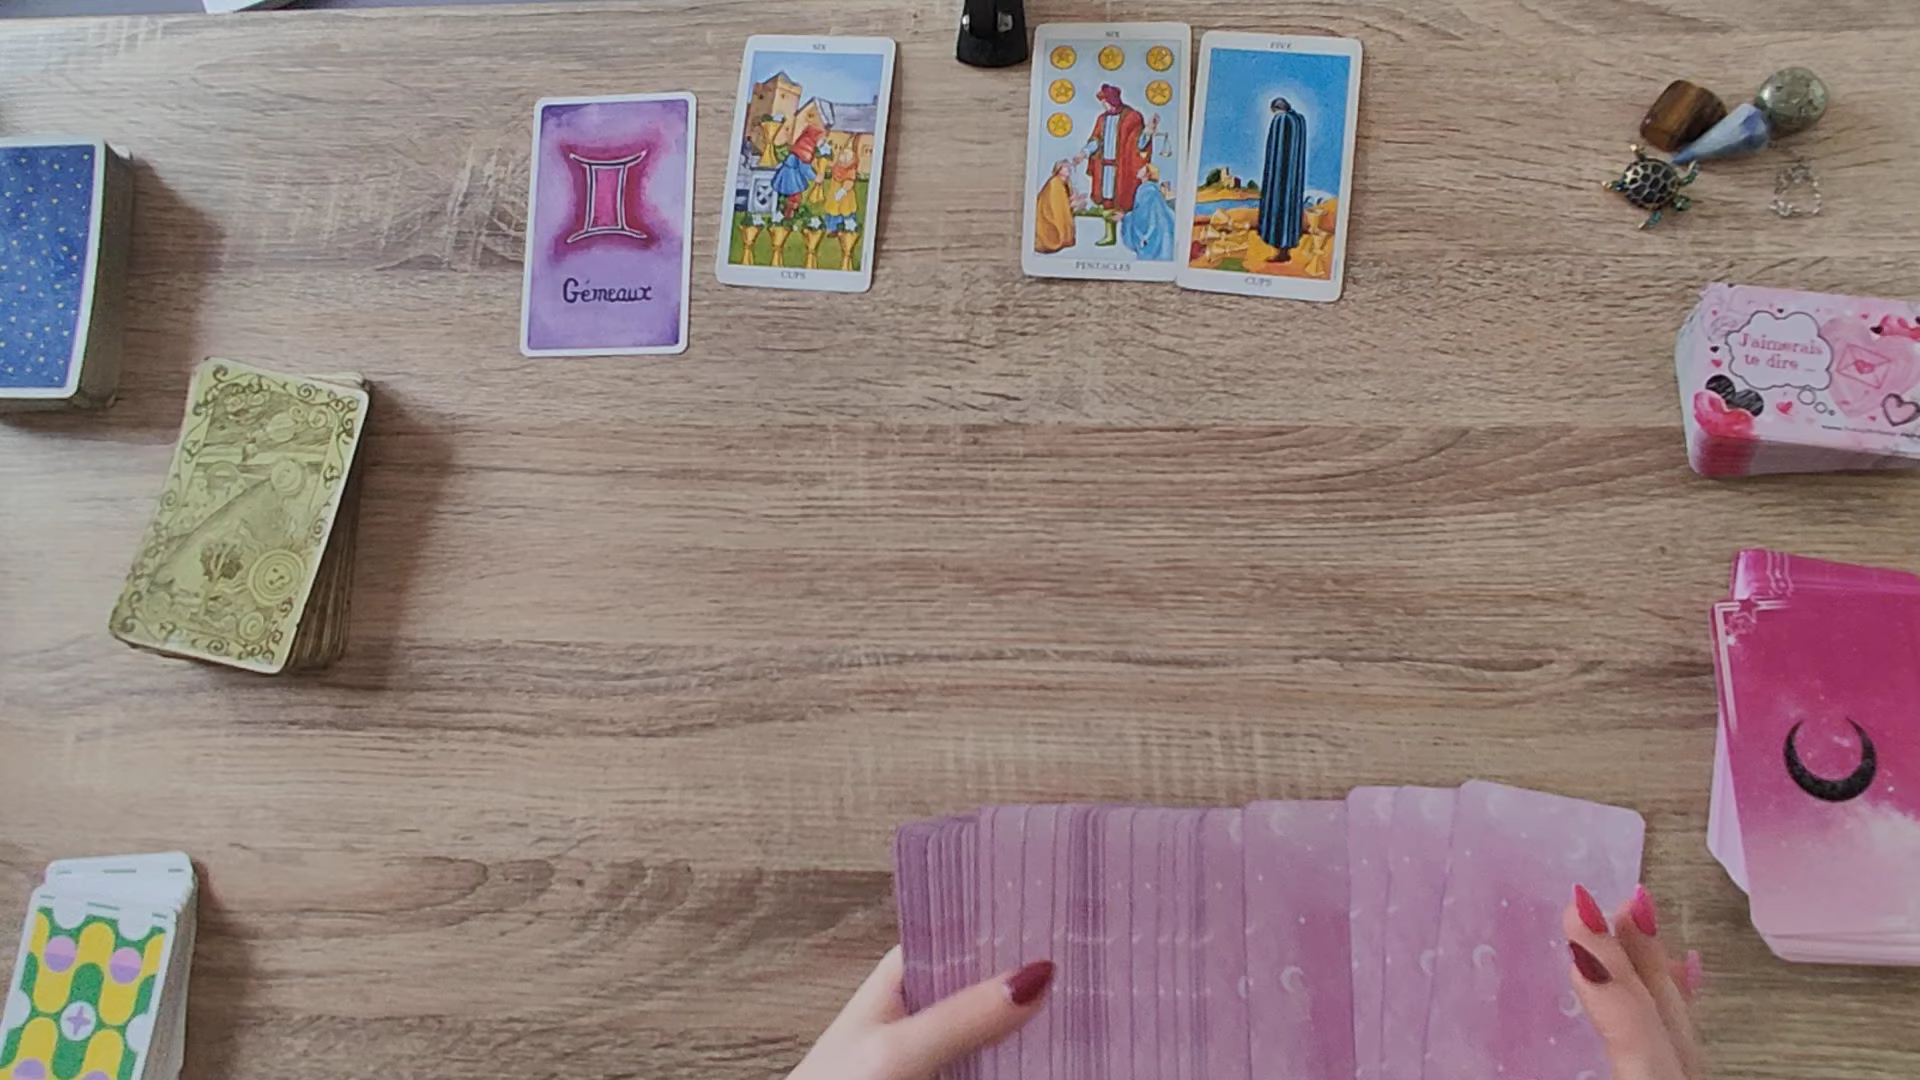 SIX
CUPS
SIX
PENTACLES
FIVE
CUPS
Gémeaux
J'aimerais
te dire ...